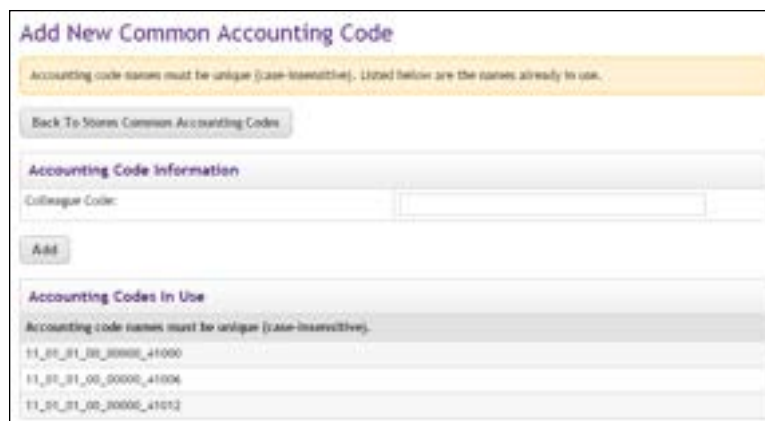 Add New Common Accounting Code
Accounting code names must be unique (case-insensitive). Listed below are the names already in use.
Back To Stores Common Accounting Codes
Accounting Code Information
Colleague Code:
Add
Accounting Codes In Use
Accounting code names must be unique (case-insensitive).
11_01_01_00_00000_41000
11_01_01_00_00000_41006
11_01_01_00_00000_41012